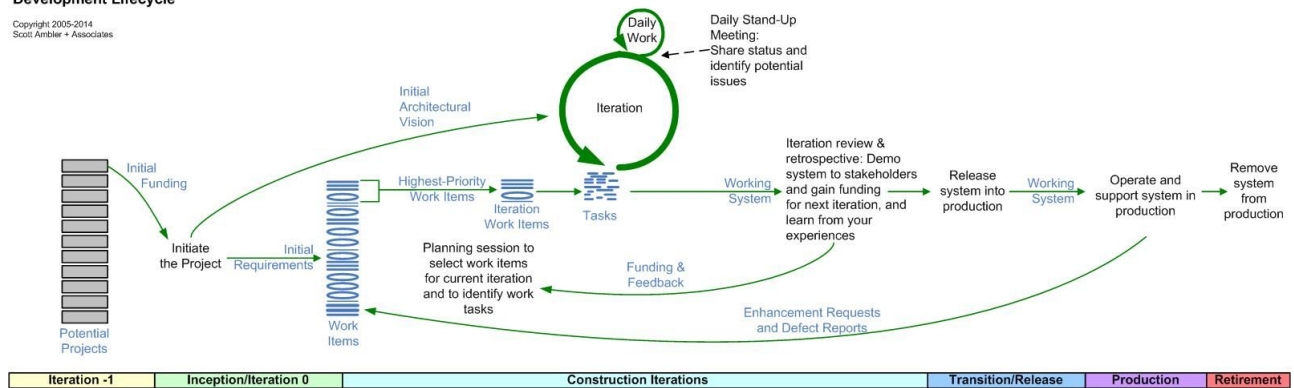 Development Lifecycle
Copyright 2005-2014
Scott Ambler + Associates
Daily
Work
Daily Stand-Up
Meeting:
Share status and
identify potential
issues
Initial
Architectural
Vision
Iteration
Initial
Funding
Highest-Priority
Work Items
Iteration
Work Items
Tasks
Working
System
Iteration review &
retrospective: Demo
system to stakeholders
and gain funding
for next iteration, and
learn from your
experiences
Release
system into
production
Working
System
Operate and
support system in
production
Remove
system
from
production
Initiate
the Project
Initial
Requirements
Planning session to
select work items
for current iteration
and to identify work
tasks
Funding &
Feedback
Enhancement Requests
and Defect Reports
Potential
Projects
Work
Items
Iteration -1
Inception/Iteration 0
Construction Iterations
Transition/Release
Production
Retirement